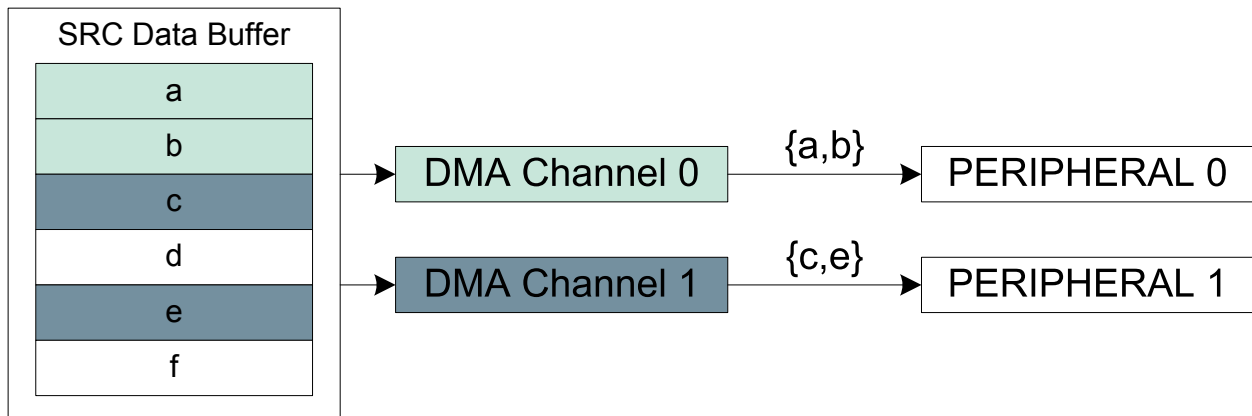 SRC Data Buffer
a
b
c
d
e
f
DMA Channel 0
{a,b}
PERIPHERAL 0
DMA Channel 1
{c,e}
PERIPHERAL 1